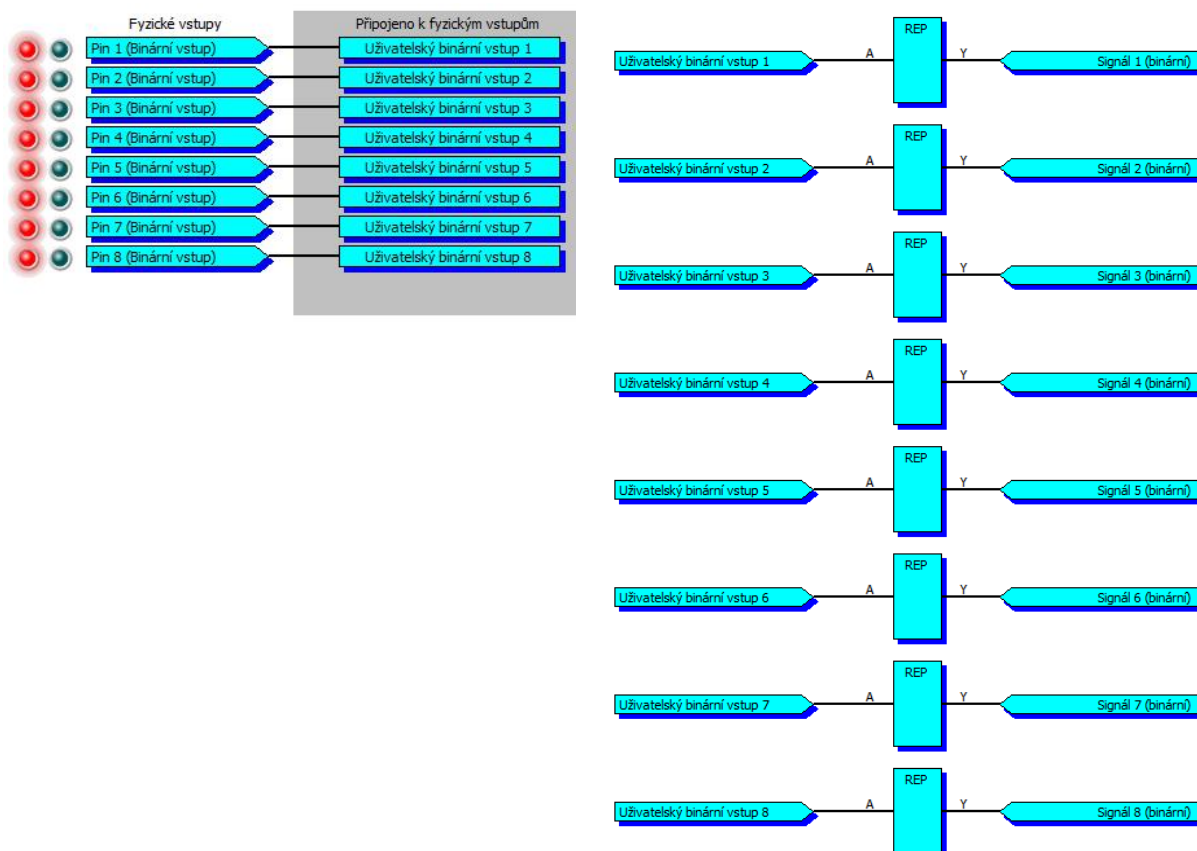 Fyzické vstupy
Připojeno k fyzickým vstupům
Pin 1 (Binární vstup)
Uživatelský binární vstup 1
Pin 2 (Binární vstup)
Uživatelský binární vstup 2
Pin 3 (Binární vstup)
Uživatelský binární vstup 3
Pin 4 (Binární vstup)
Uživatelský binární vstup 4
Pin 5 (Binární vstup)
Uživatelský binární vstup 5
Pin 6 (Binární vstup)
Uživatelský binární vstup 6
Pin 7 (Binární vstup)
Uživatelský binární vstup 7
Pin 8 (Binární vstup)
Uživatelský binární vstup 8
REP
Uživatelský binární vstup 1 A Y Signál 1 (binární)
REP
Uživatelský binární vstup 2 A Y Signál 2 (binární)
REP
Uživatelský binární vstup 3 A Y Signál 3 (binární)
REP
Uživatelský binární vstup 4 A Y Signál 4 (binární)
REP
Uživatelský binární vstup 5 A Y Signál 5 (binární)
REP
Uživatelský binární vstup 6 A Y Signál 6 (binární)
REP
Uživatelský binární vstup 7 A Y Signál 7 (binární)
REP
Uživatelský binární vstup 8 A Y Signál 8 (binární)